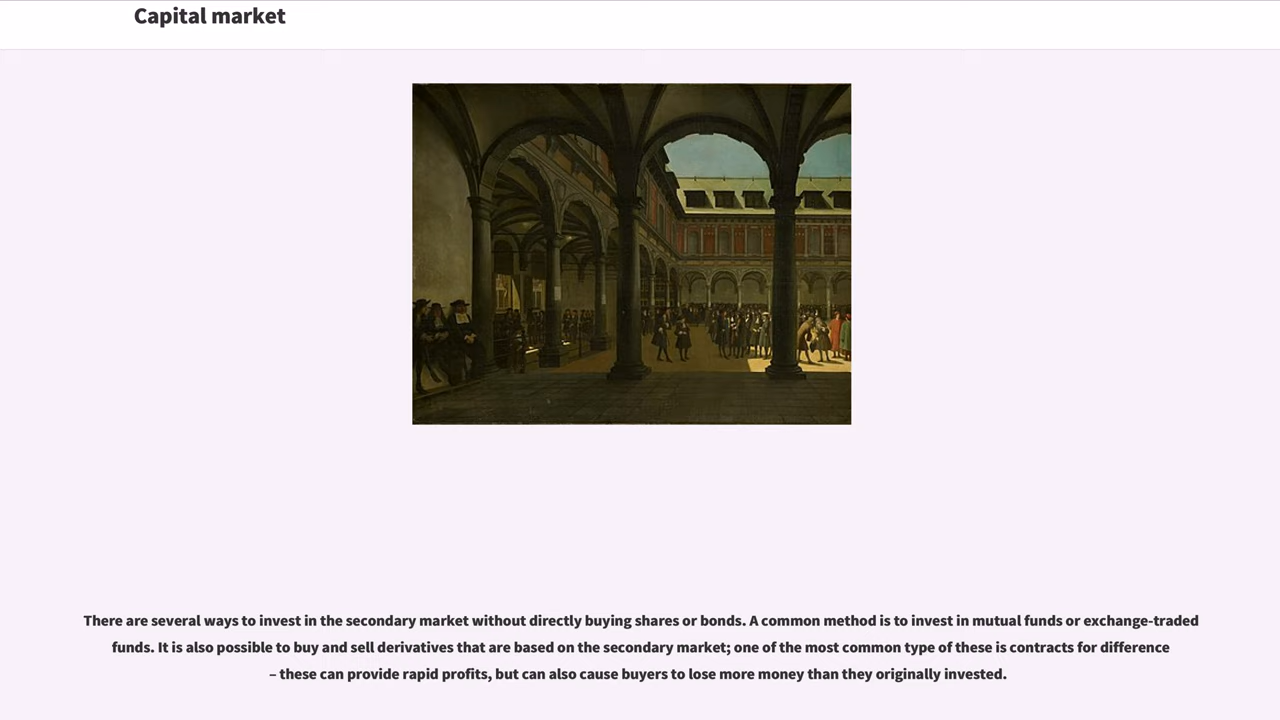 Capital market
There are several ways to invest in the secondary market without directly buying shares or bonds. A common method is to invest in mutual funds or exchange-traded
funds. It is also possible to buy and sell derivatives that are based on the secondary market; one of the most common type of these is contracts for difference
– these can provide rapid profits, but can also cause buyers to lose more money than they originally invested.